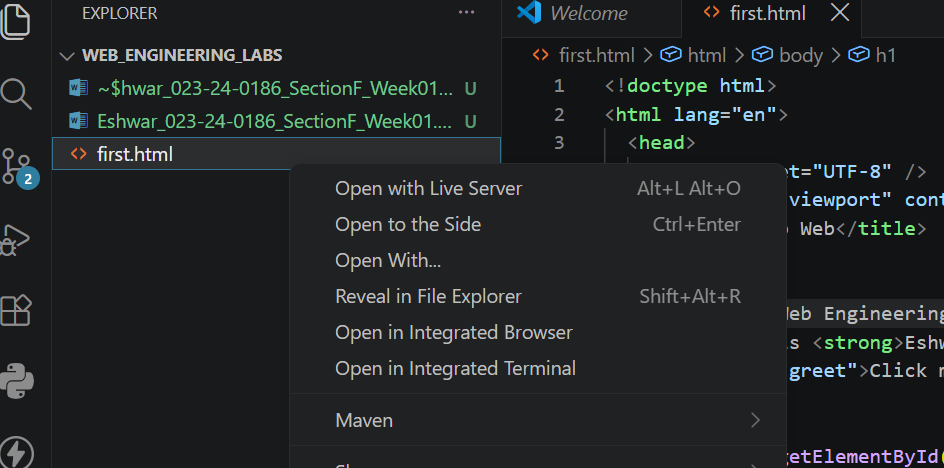 EXPLORER
WEB_ENGINEERING_LABS
~$hwar_023-24-0186_SectionF_Week01... U
Eshwar_023-24-0186_SectionF_Week01.... U
first.html
2
Welcome
first.html
first.html > html > body > h1
1 <!doctype html>
2 <html lang="en">
3 <head>
et="UTF-8" />
viewport" cont
Web</title>
Web Engineering
s <strong>Eshw
greet">Click m
getElementById(
Open with Live Server Alt+L Alt+O
Open to the Side Ctrl+Enter
Open With...
Reveal in File Explorer Shift+Alt+R
Open in Integrated Browser
Open in Integrated Terminal
Maven